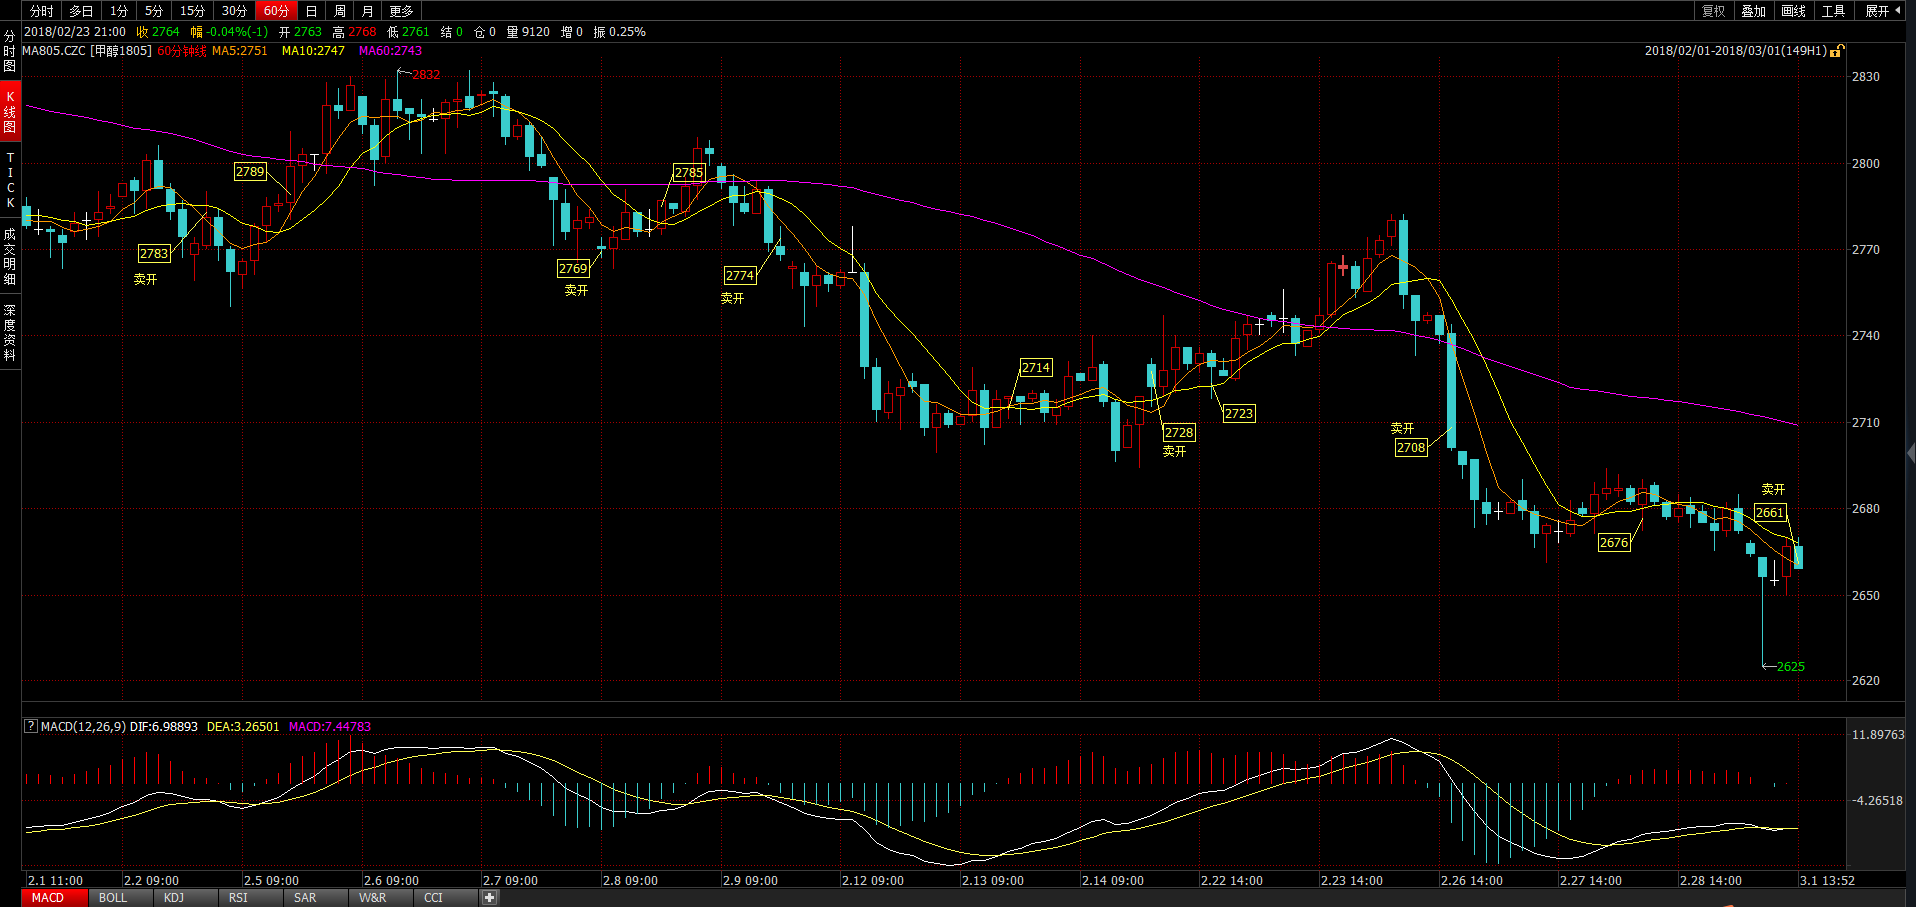 分时 多日 1分 5分 15分 30分 60分 日 周 月 更多 复权 叠加 画线 工具 展开
2018/02/23 21:00 收 2764 幅 -0.04%(-1) 开 2763 高 2768 低 2761 结 0 仓 0 量 9120 增 0 振 0.25%
MA805.CZC [甲醇1805] 60分钟线 MA5:2751 MA10:2747 MA60:2743 2018/02/01-2018/03/01(149H1)
分时图
K线图
TICK
成交明细
深度资料
2832
2830
2800
2770
2740
2710
2680
2650
2620
2789
2783
卖开
2769
卖开
2785
2774
卖开
2714
2728
卖开
2723
卖开
2708
2676
卖开
2661
2625
? MACD(12,26,9) DIF:6.98893 DEA:3.26501 MACD:7.44783
11.89763
-4.26518
2.1 11:00 2.2 09:00 2.5 09:00 2.6 09:00 2.7 09:00 2.8 09:00 2.9 09:00 2.12 09:00 2.13 09:00 2.14 09:00 2.22 14:00 2.23 14:00 2.26 14:00 2.27 14:00 2.28 14:00 3.1 13:52
MACD BOLL KDJ RSI SAR W&R CCI